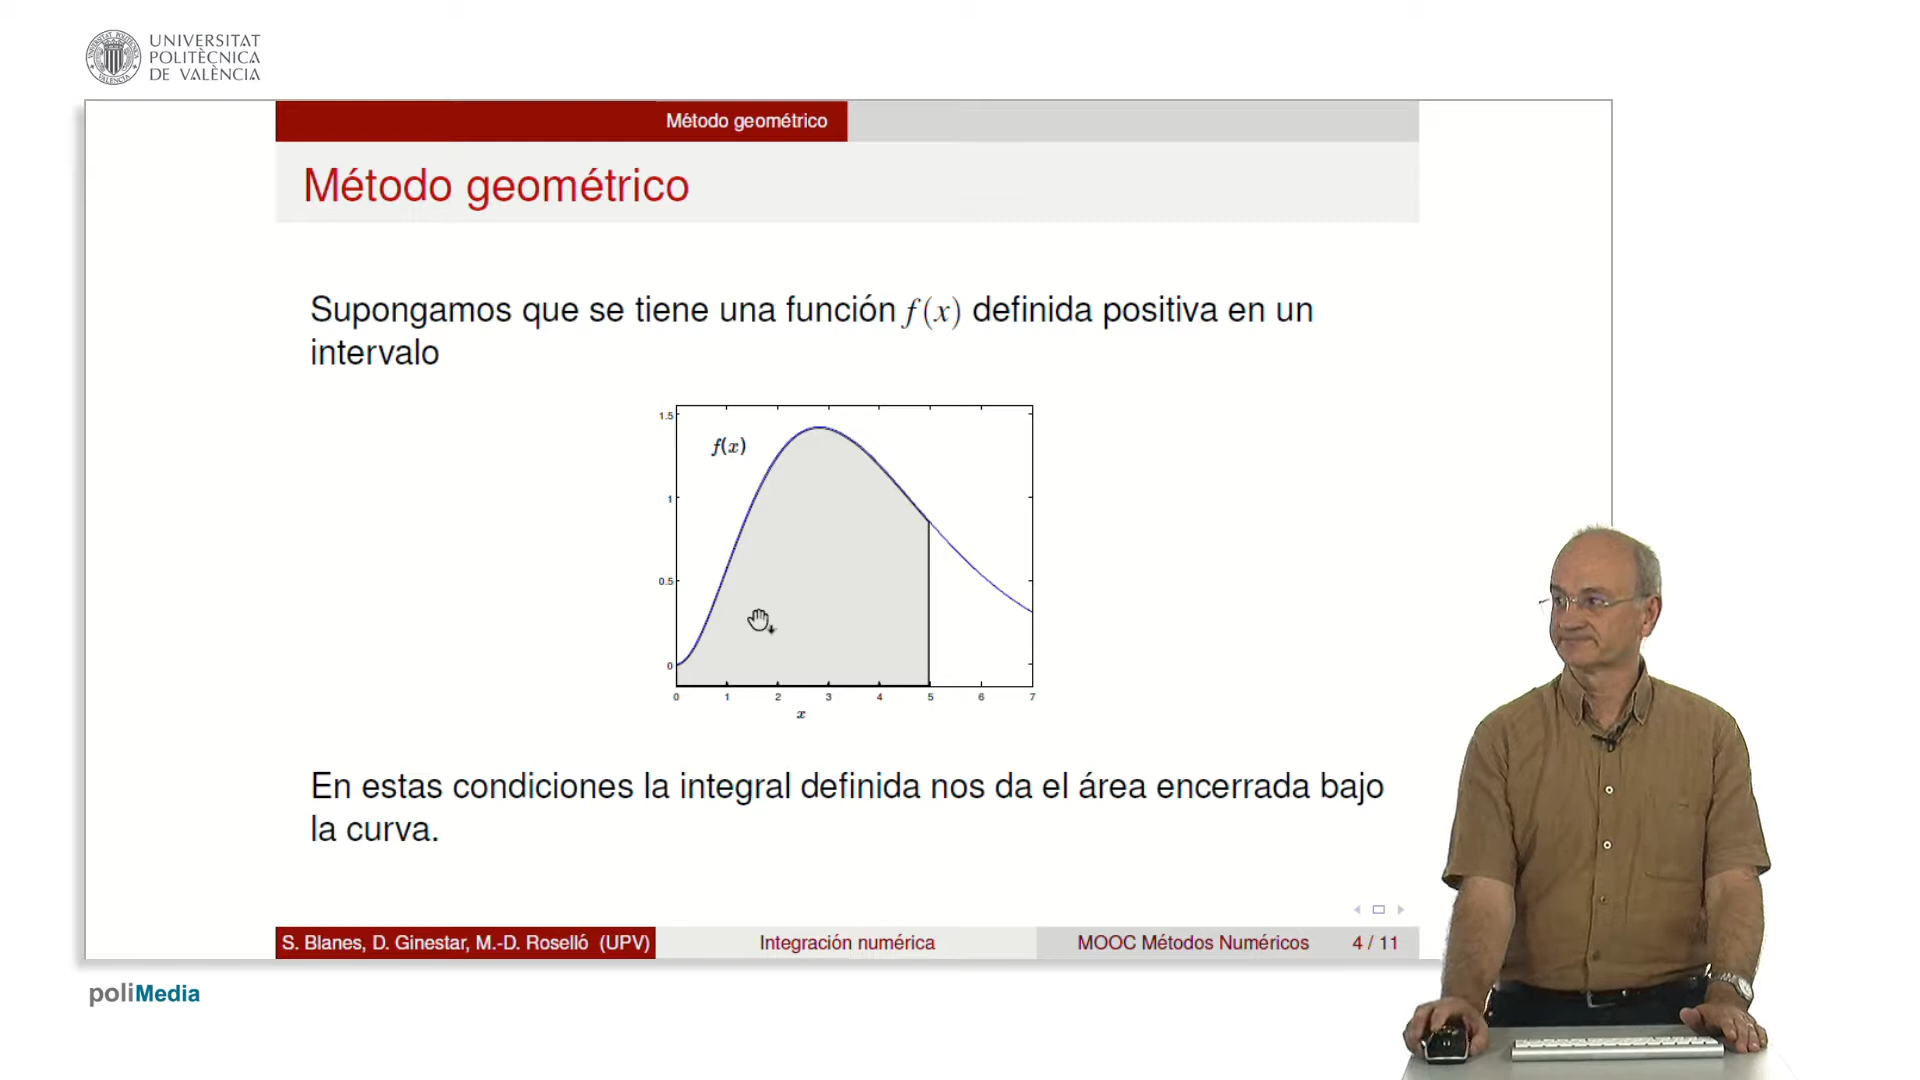 UNIVERSITAT
POLITÈCNICA
DE VALÈNCIA
Método geométrico
Método geométrico
Supongamos que se tiene una función f(x) definida positiva en un
intervalo
1.5
f(x)
1
0.5
0
0 1 2 3 4 5 6 7
x
En estas condiciones la integral definida nos da el área encerrada bajo
la curva.
S. Blanes, D. Ginestar, M.-D. Roselló (UPV) Integración numérica MOOC Métodos Numéricos 4 / 11
poliMedia